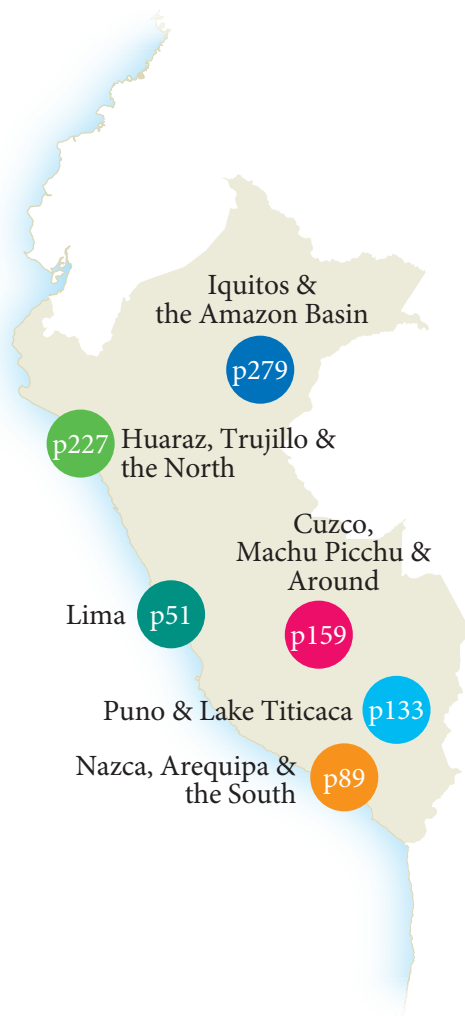 Iquitos &
the Amazon Basin
p279
p227
Huaraz, Trujillo &
the North
Cuzco,
Machu Picchu &
Around
p159
Lima
p51
Puno & Lake Titicaca
p133
Nazca, Arequipa &
the South
p89